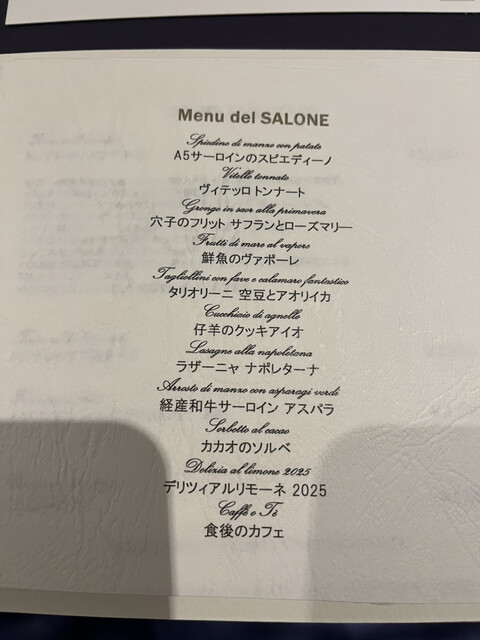 Menu del SALONE
Spiedino di manzo con patate
A5サーロインのスピエディーノ
Vitello tonnato
ヴィテッロ トンナート
Grongo in saor alla primavera
穴子のフリット サフランとローズマリー
Frutti di mare al vapore
鮮魚のヴァポーレ
Tagliollini con fave e calamaro fantastico
タリオリーニ 空豆とアオリイカ
Cucchiaio di agnello
仔羊のクッキアイオ
Lasagne alla napoletana
ラザーニャ ナポレターナ
Arrosto di manzo con asparagi verdi
経産和牛サーロイン アスパラ
Sorbetto al cacao
カカオのソルベ
Delizia al limone 2025
デリツィアルリモーネ 2025
Caffè o Tè
食後のカフェ